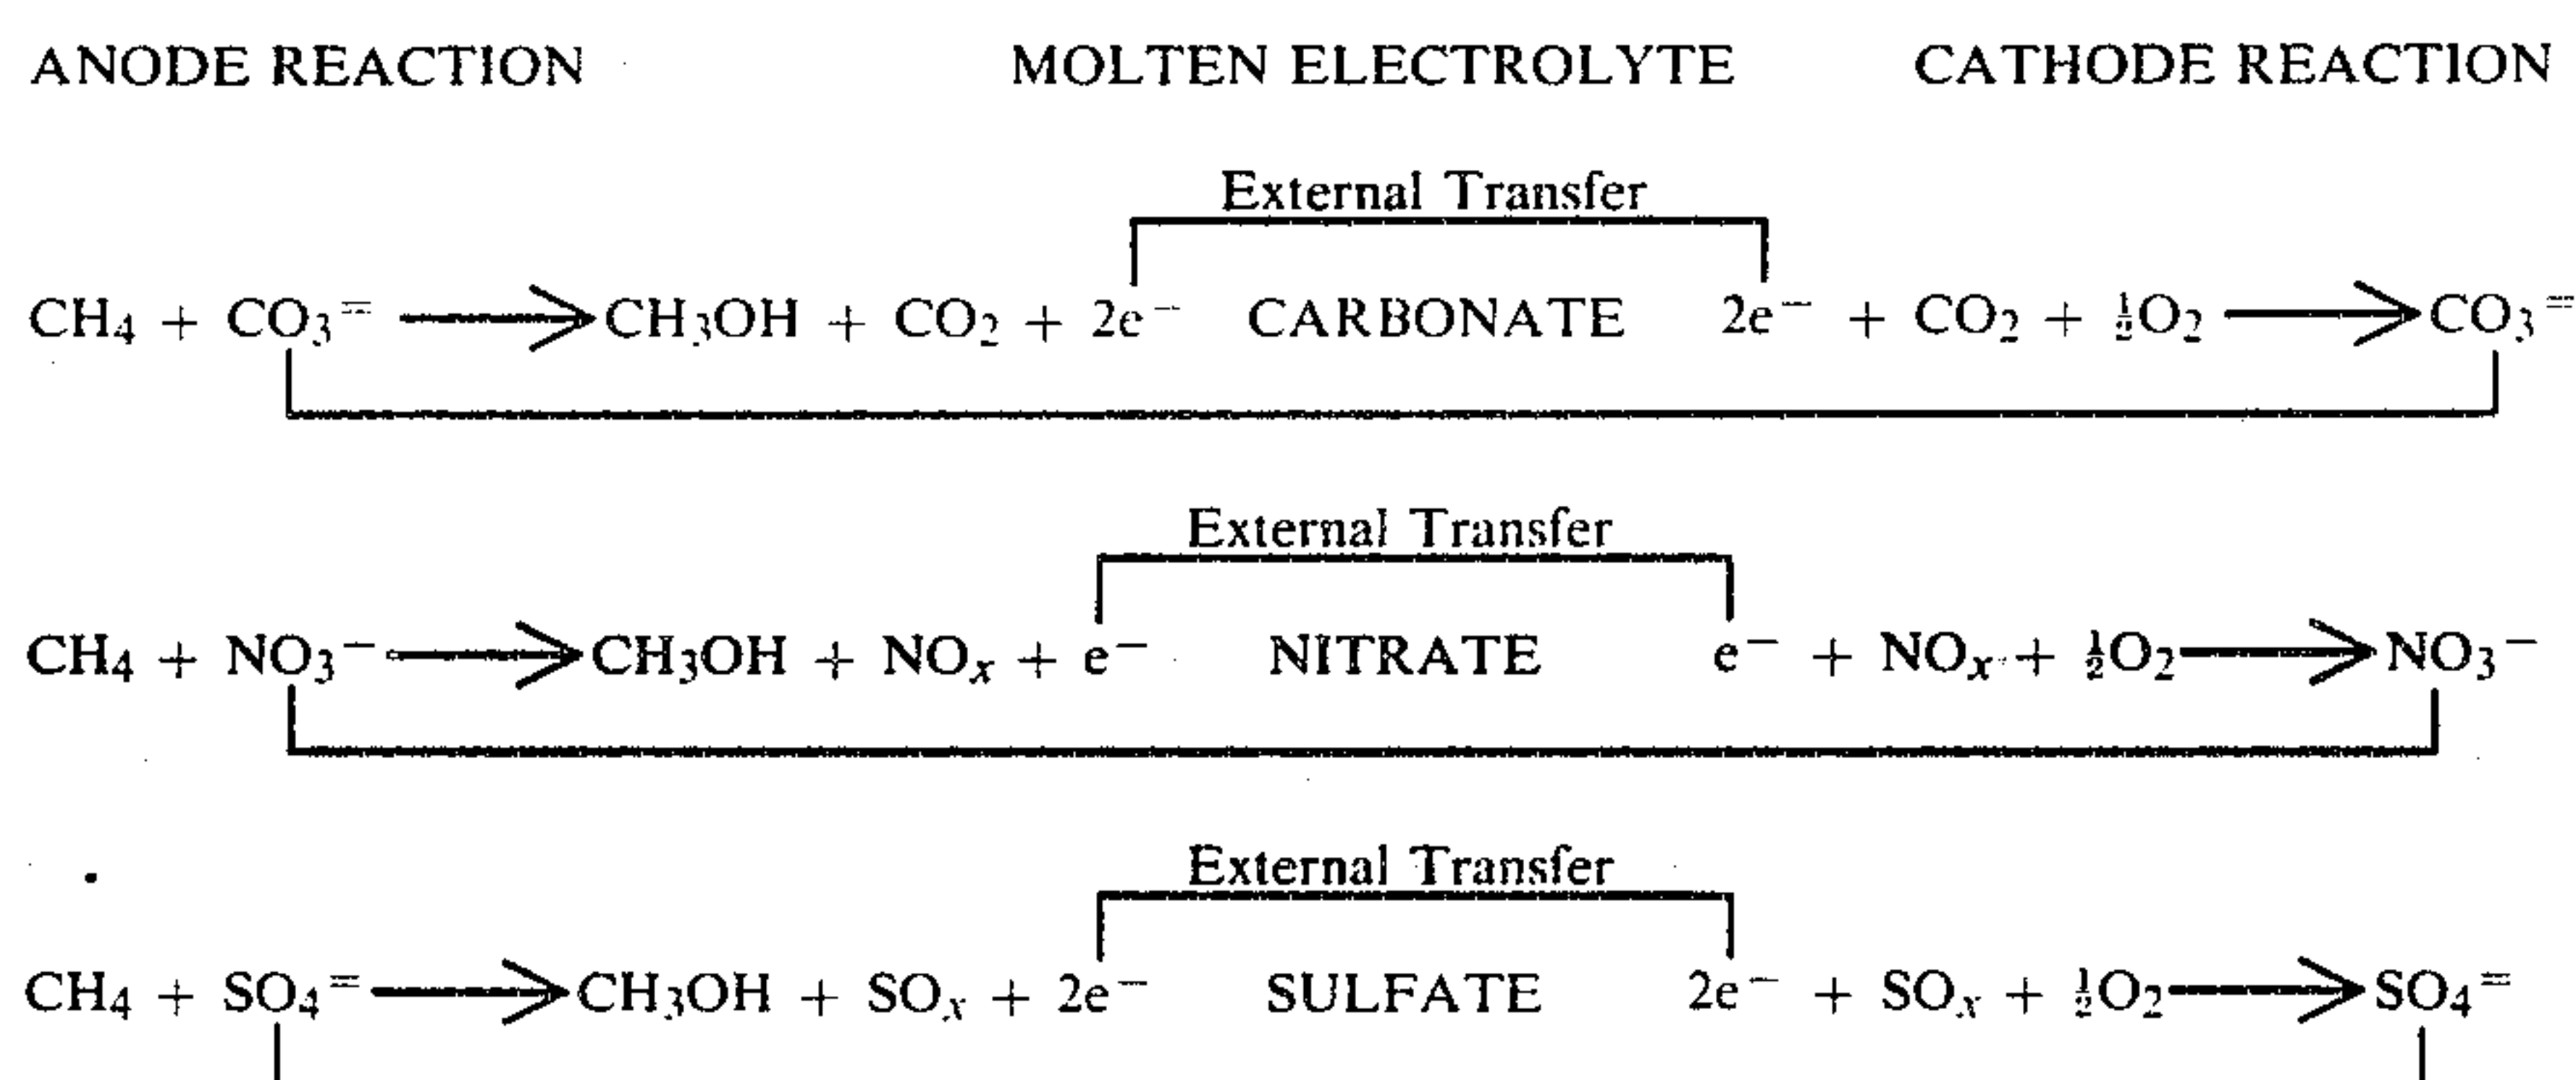 ANODE REACTION MOLTEN ELECTROLYTE CATHODE REACTION
External Transfer
CH₄ + CO₃⁼ ⟶ CH₃OH + CO₂ + 2e⁻ CARBONATE 2e⁻ + CO₂ + ½O₂ ⟶ CO₃⁼
External Transfer
CH₄ + NO₃⁻ ⟶ CH₃OH + NOₓ + e⁻ NITRATE e⁻ + NOₓ + ½O₂ ⟶ NO₃⁻
External Transfer
CH₄ + SO₄⁼ ⟶ CH₃OH + SOₓ + 2e⁻ SULFATE 2e⁻ + SOₓ + ½O₂ ⟶ SO₄⁼